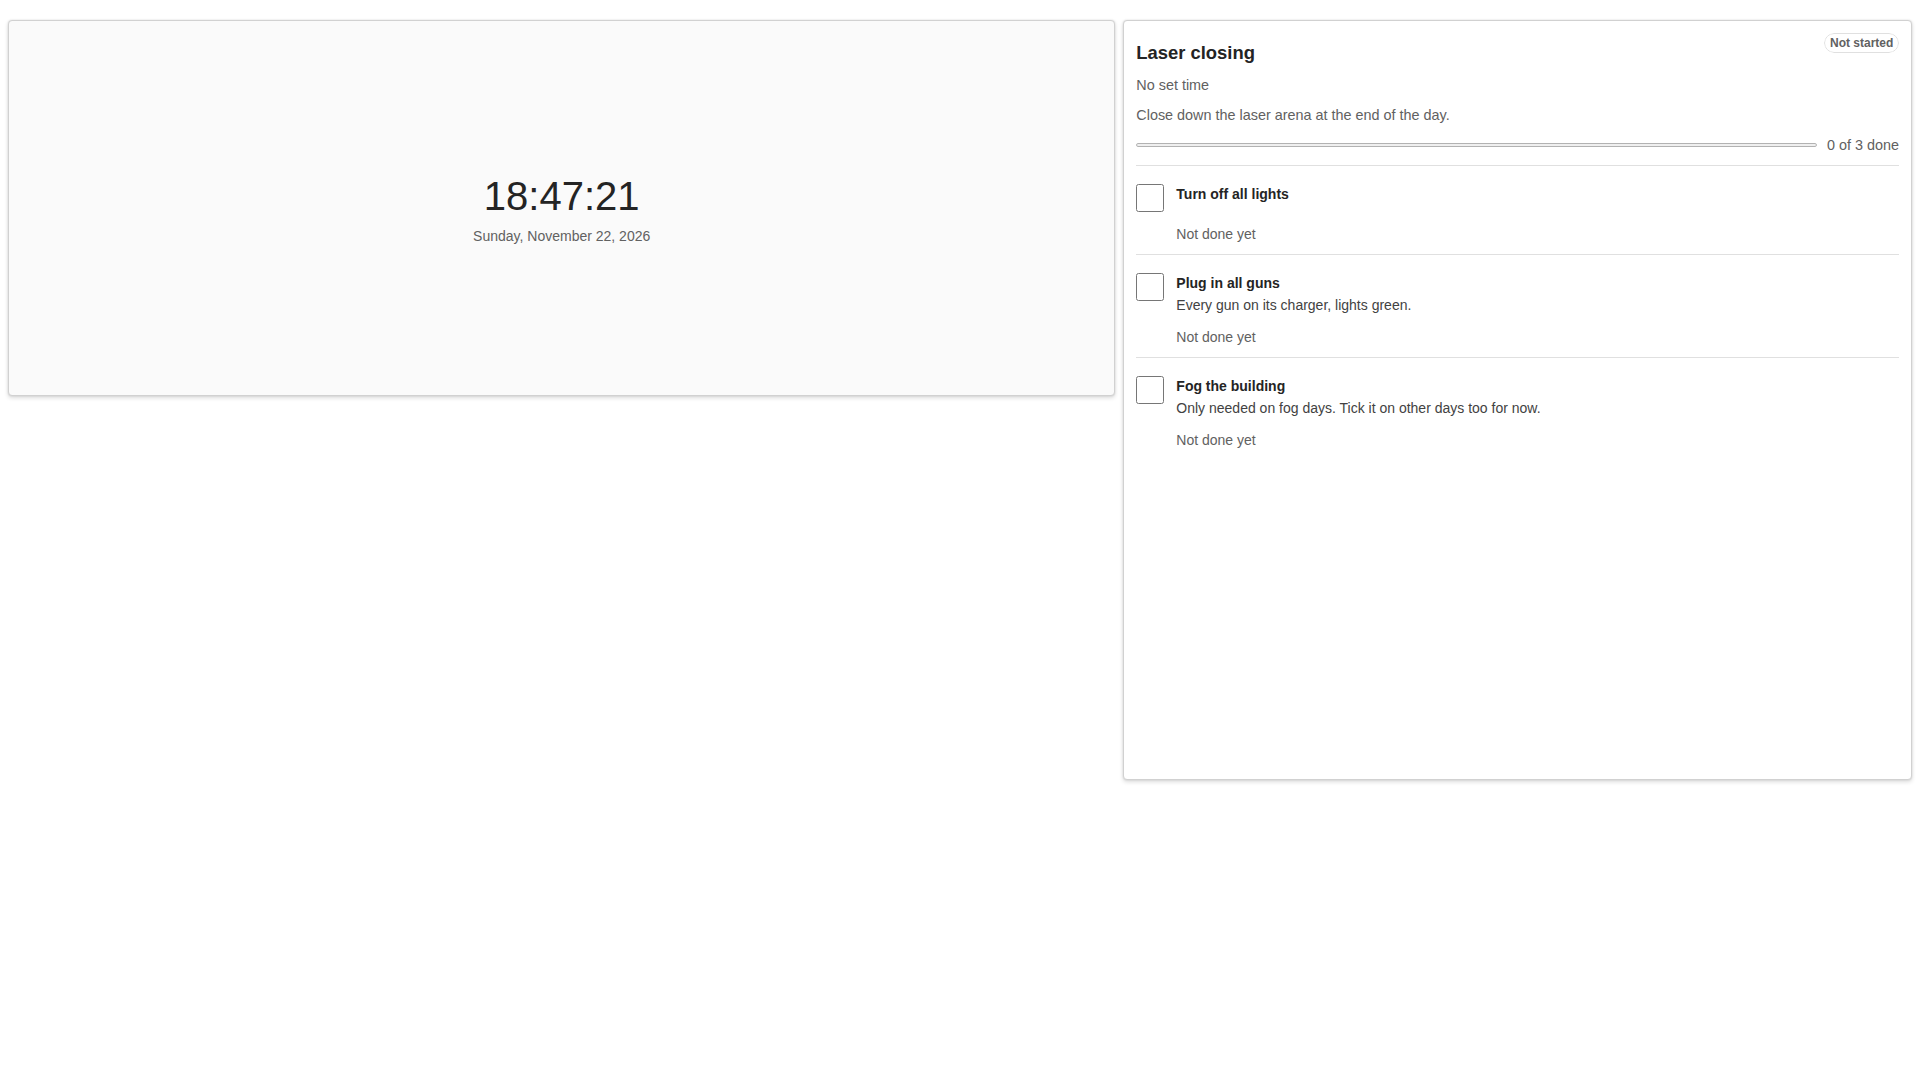 18:47:21
Sunday, November 22, 2026
Laser closing
Not started
No set time
Close down the laser arena at the end of the day.
0 of 3 done
Turn off all lights
Not done yet
Plug in all guns
Every gun on its charger, lights green.
Not done yet
Fog the building
Only needed on fog days. Tick it on other days too for now.
Not done yet